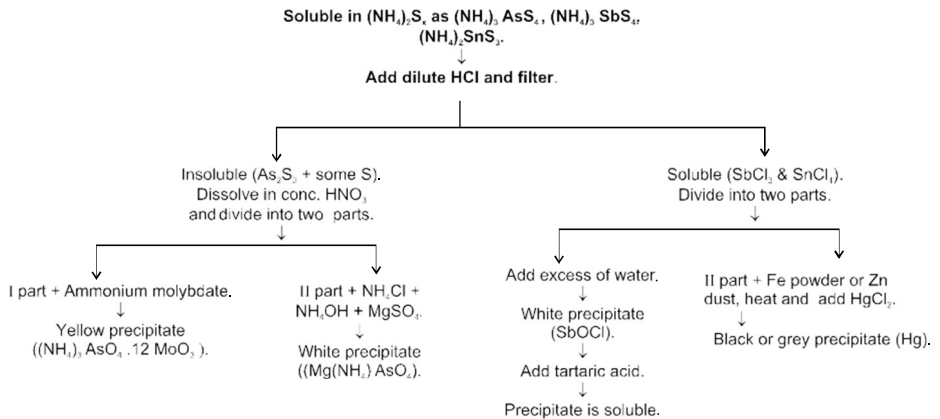 Soluble in (NH₄)₂Sₓ as (NH₄)₃ AsS₄, (NH₄)₃ SbS₄,
(NH₄)₂SnS₃.
↓
Add dilute HCl and filter.
Insoluble (As₂S₃ + some S).
Dissolve in conc. HNO₃
and divide into two parts.
↓
I part + Ammonium molybdate.
↓
Yellow precipitate
((NH₄)₃ AsO₄ .12 MoO₃ ).
II part + NH₄Cl +
NH₄OH + MgSO₄.
↓
White precipitate
((Mg(NH₄) AsO₄).
Soluble (SbCl₃ & SnCl₄).
Divide into two parts.
↓
Add excess of water.
↓
White precipitate
(SbOCl).
↓
Add tartaric acid.
↓
Precipitate is soluble.
II part + Fe powder or Zn
dust, heat and add HgCl₂.
↓
Black or grey precipitate (Hg).